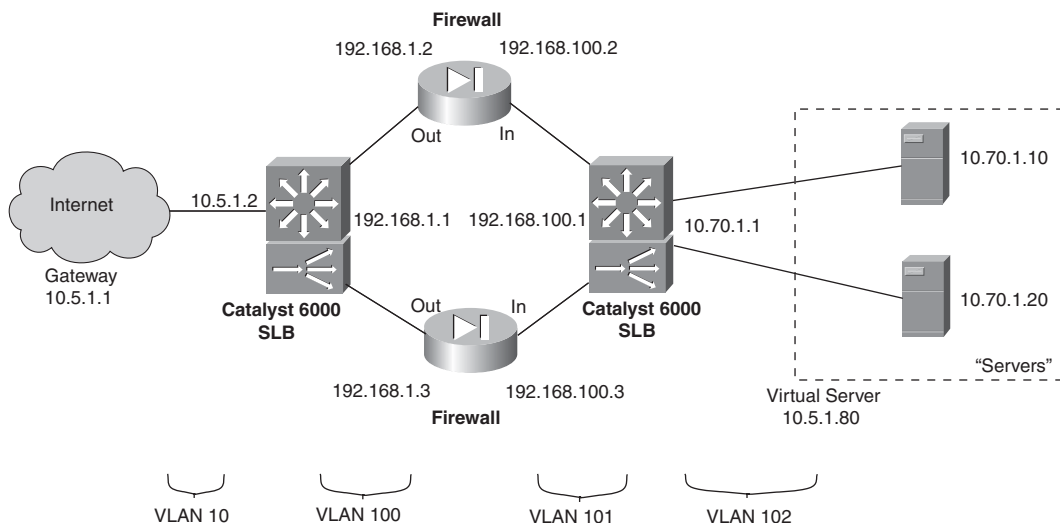 Firewall
192.168.1.2
192.168.100.2
Out
In
Internet
10.5.1.2
192.168.1.1
192.168.100.1
10.70.1.1
10.70.1.10
Gateway
10.5.1.1
Catalyst 6000
SLB
Out
In
Catalyst 6000
SLB
10.70.1.20
“Servers”
192.168.1.3
192.168.100.3
Firewall
Virtual Server
10.5.1.80
VLAN 10
VLAN 100
VLAN 101
VLAN 102